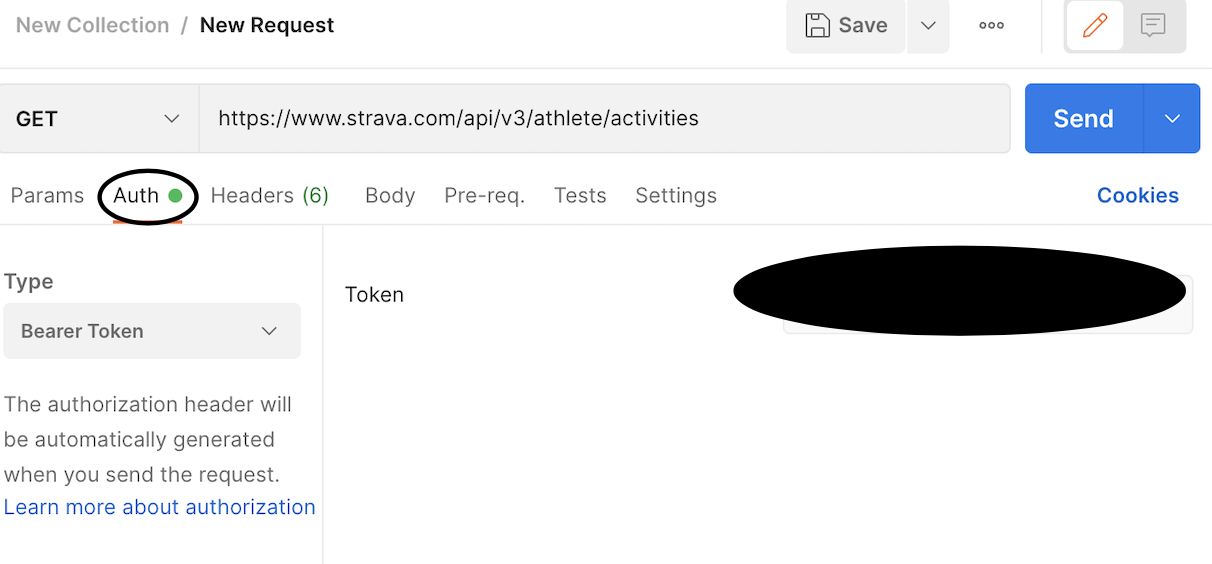 New Collection / New Request
Save
GET
https://www.strava.com/api/v3/athlete/activities
Send
Params Auth Headers (6) Body Pre-req. Tests Settings Cookies
Type
Token
Bearer Token
The authorization header will
be automatically generated
when you send the request.
Learn more about authorization